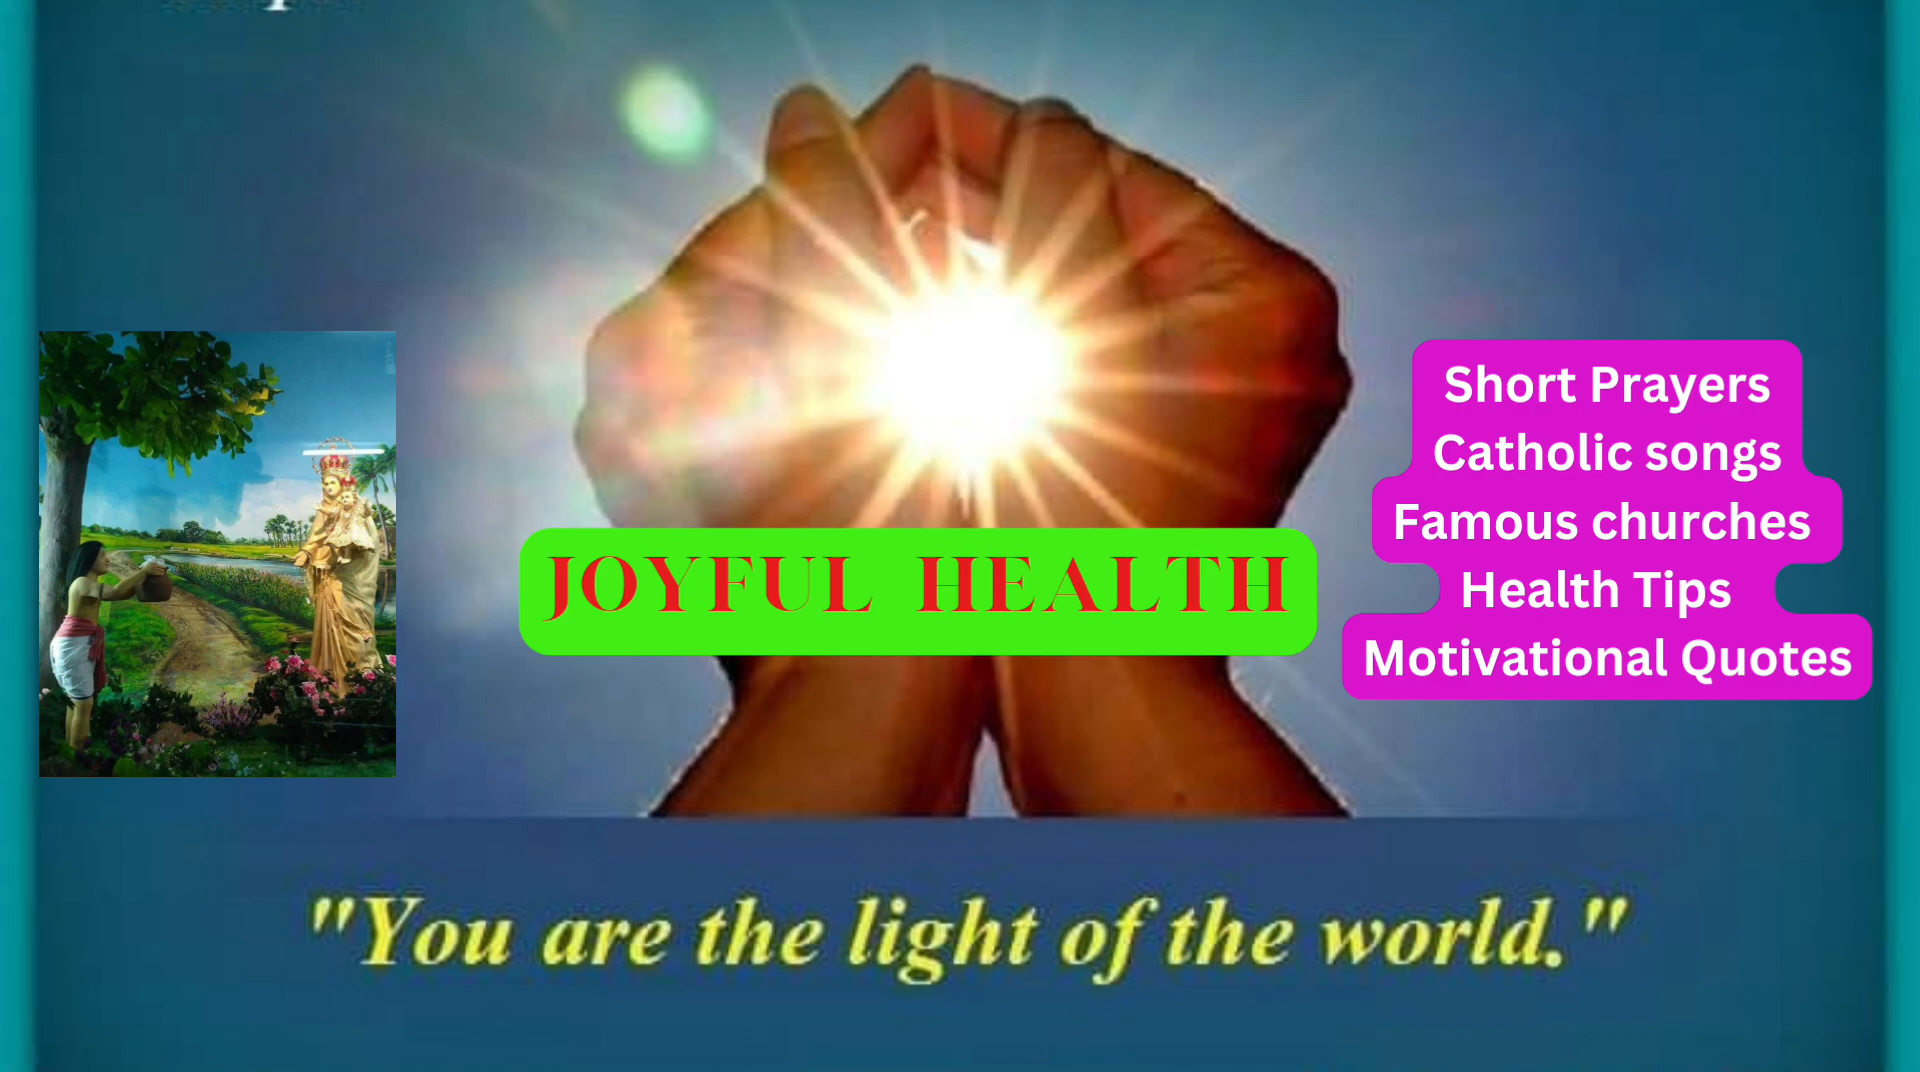 JOYFUL HEALTH
Short Prayers
Catholic songs
Famous churches
Health Tips
Motivational Quotes
"You are the light of the world."